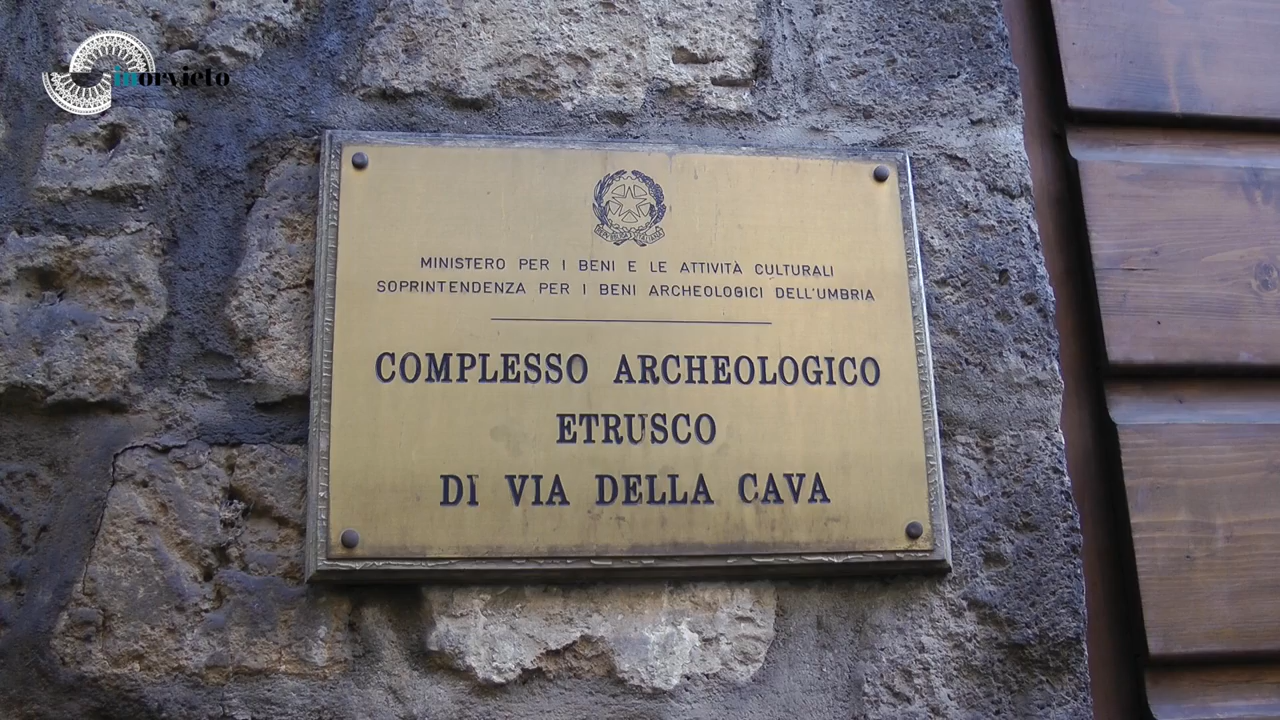 inorvieto
MINISTERO PER I BENI E LE ATTIVITÀ CULTURALI
SOPRINTENDENZA PER I BENI ARCHEOLOGICI DELL'UMBRIA
COMPLESSO ARCHEOLOGICO
ETRUSCO
DI VIA DELLA CAVA